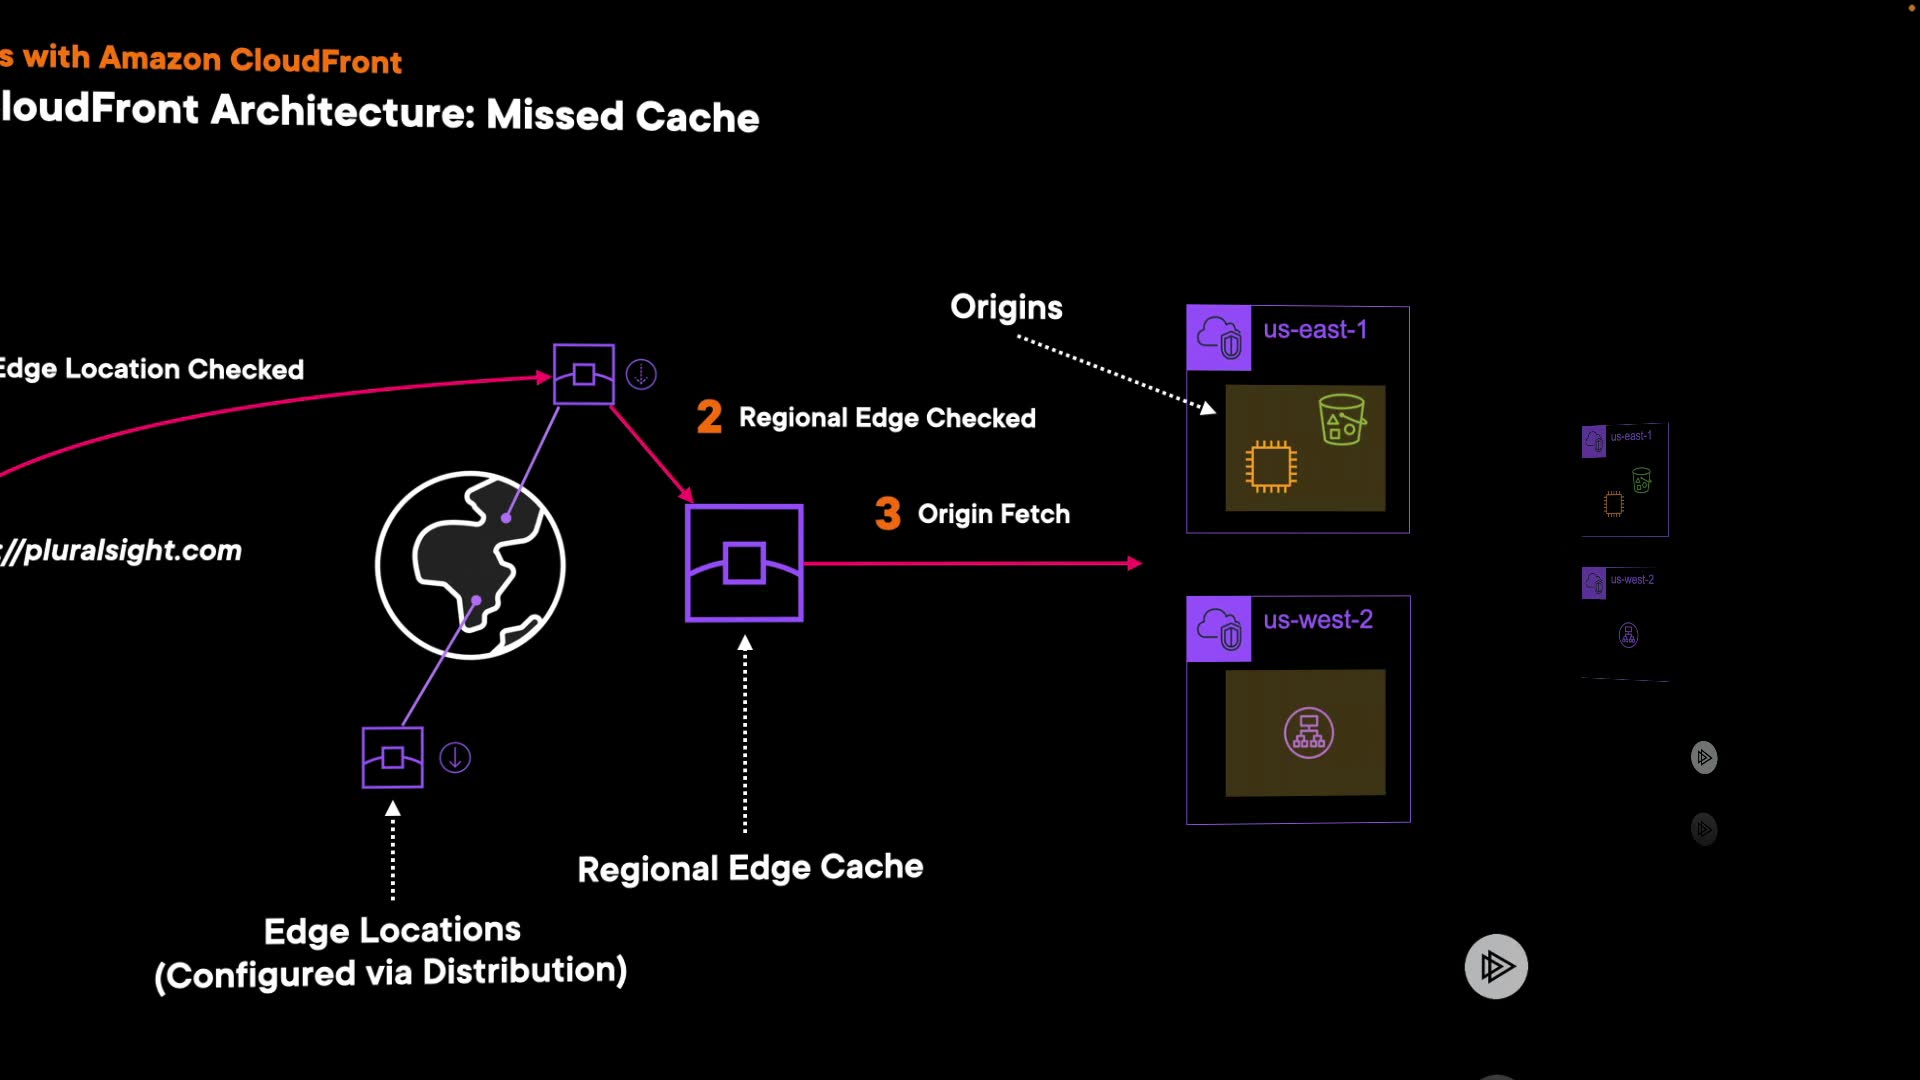 s with Amazon CloudFront
loudFront Architecture: Missed Cache
Origins
us-east-1
Edge Location Checked
2 Regional Edge Checked
us-east-1
3 Origin Fetch
://pluralsight.com
us-west-2
us-west-2
Regional Edge Cache
Edge Locations
(Configured via Distribution)